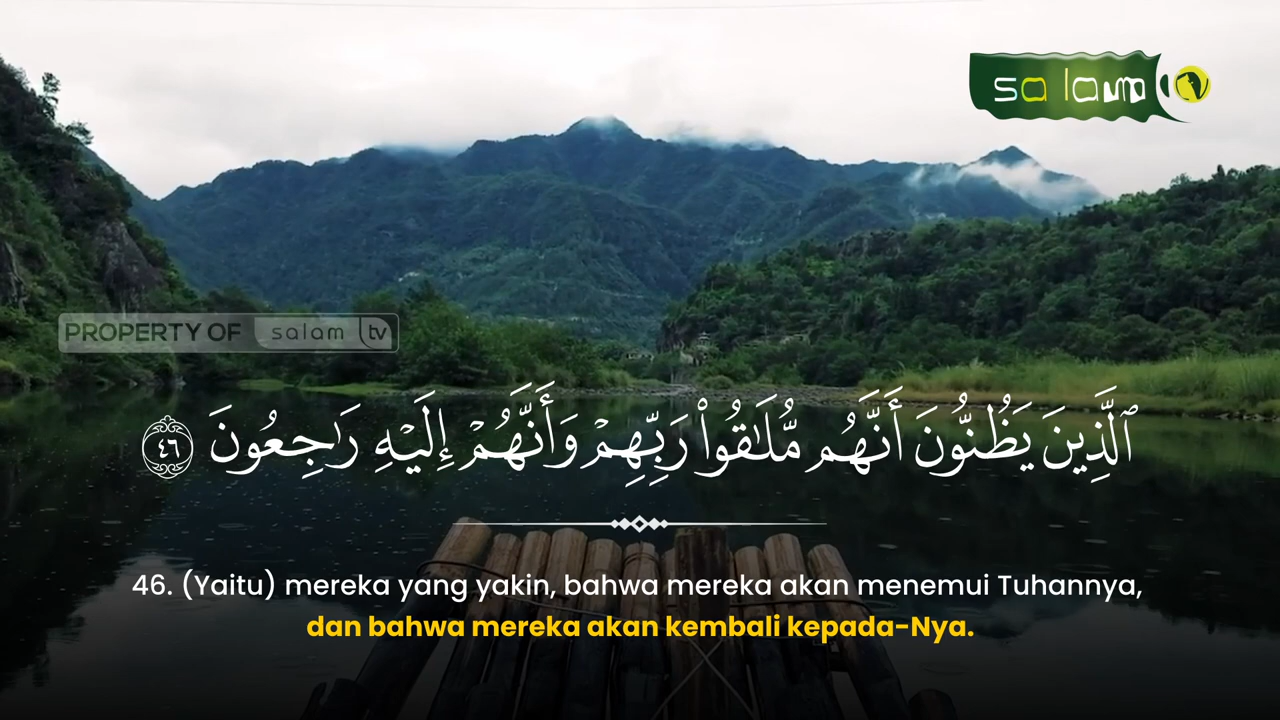 salam tv
PROPERTY OF salam tv
ٱلَّذِينَ يَظُنُّونَ أَنَّهُم مُّلَـٰقُوا۟ رَبِّهِمْ وَأَنَّهُمْ إِلَيْهِ رَٰجِعُونَ ٤٦
46. (Yaitu) mereka yang yakin, bahwa mereka akan menemui Tuhannya,
dan bahwa mereka akan kembali kepada-Nya.